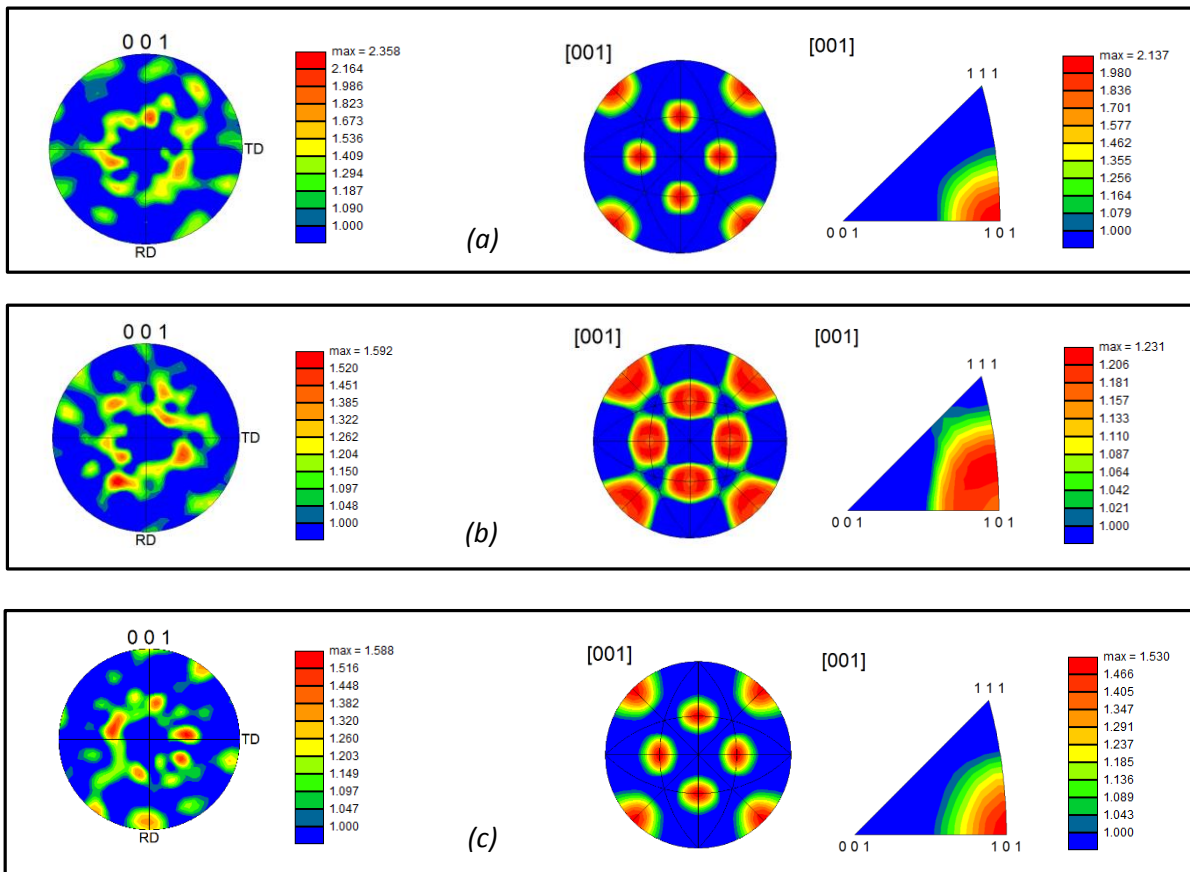 0 0 1
max = 2.358
2.164
1.986
1.823
1.673
1.536
1.409
1.294
1.187
1.090
1.000
TD
RD
(a)
[001]
[001]
1 1 1
0 0 1
1 0 1
max = 2.137
1.980
1.836
1.701
1.577
1.462
1.355
1.256
1.164
1.079
1.000
0 0 1
max = 1.592
1.520
1.451
1.385
1.322
1.262
1.204
1.150
1.097
1.048
1.000
TD
RD
(b)
[001]
[001]
1 1 1
0 0 1
1 0 1
max = 1.231
1.206
1.181
1.157
1.133
1.110
1.087
1.064
1.042
1.021
1.000
0 0 1
max = 1.588
1.516
1.448
1.382
1.320
1.260
1.203
1.149
1.097
1.047
1.000
TD
RD
(c)
[001]
[001]
1 1 1
0 0 1
1 0 1
max = 1.530
1.466
1.405
1.347
1.291
1.237
1.185
1.136
1.089
1.043
1.000